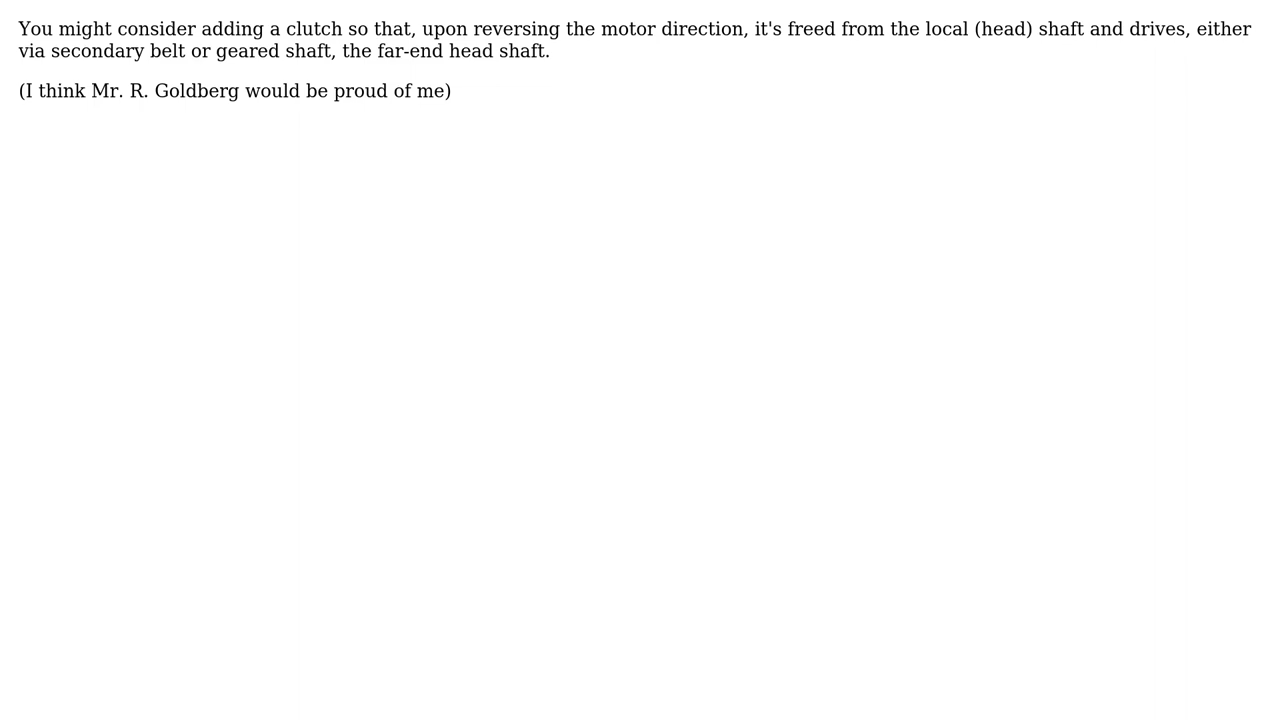 You might consider adding a clutch so that, upon reversing the motor direction, it's freed from the local (head) shaft and drives, either
via secondary belt or geared shaft, the far-end head shaft.
(I think Mr. R. Goldberg would be proud of me)